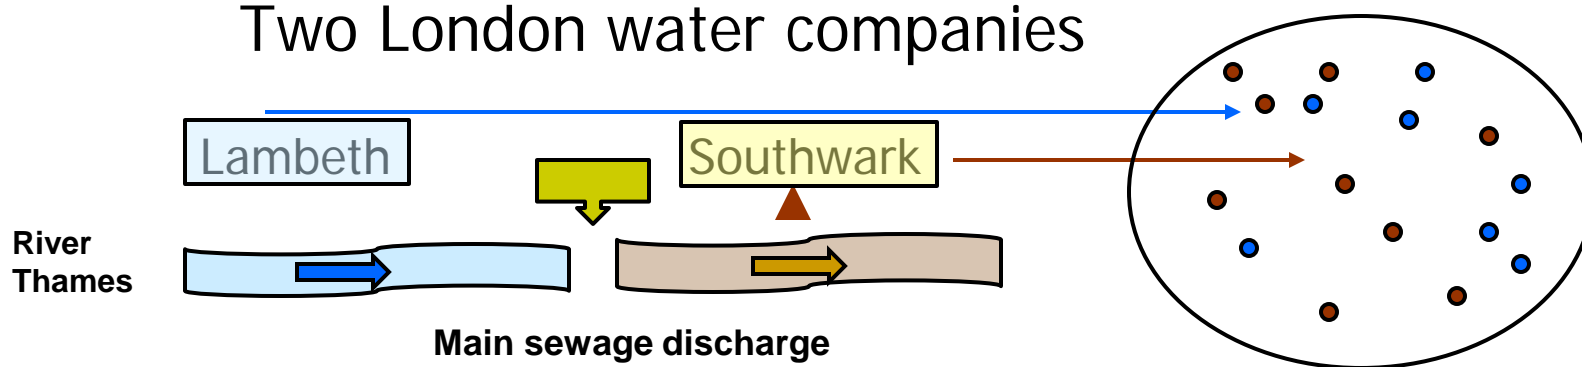 Two London water companies
Lambeth
Southwark
River
Thames
Main sewage discharge